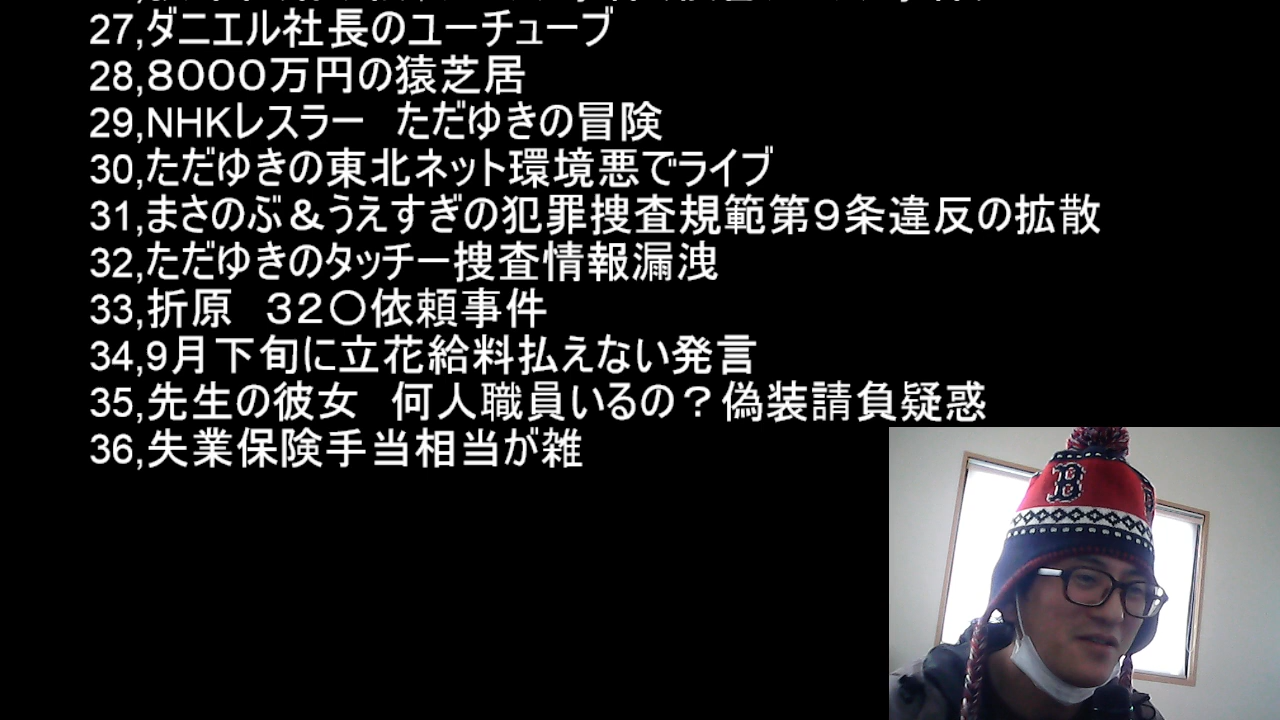 27,ダニエル社長のユーチューブ
28,８０００万円の猿芝居
29,NHKレスラー　ただゆきの冒険
30,ただゆきの東北ネット環境悪でライブ
31,まさのぶ＆うえすぎの犯罪捜査規範第９条違反の拡散
32,ただゆきのタッチー捜査情報漏洩
33,折原　３２〇依頼事件
34,9月下旬に立花給料払えない発言
35,先生の彼女　何人職員いるの？偽装請負疑惑
36,失業保険手当相当が雑
B